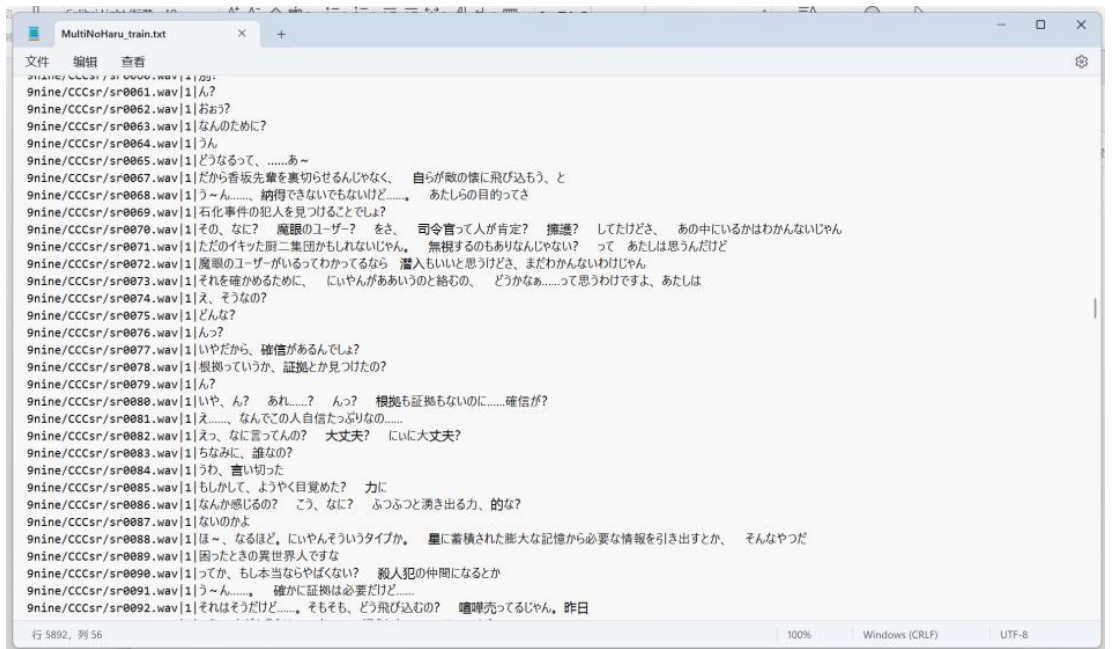 MultiNoHaru_train.txt
文件 编辑 查看
9nine/CCCsr/sr0061.wav|1|ん?
9nine/CCCsr/sr0062.wav|1|おぉう?
9nine/CCCsr/sr0063.wav|1|なんのために?
9nine/CCCsr/sr0064.wav|1|うん
9nine/CCCsr/sr0065.wav|1|どうなるって、……あ~
9nine/CCCsr/sr0067.wav|1|だから香坂先輩を裏切らせるんじゃなく、 自らが敵の懐に飛び込もう、と
9nine/CCCsr/sr0068.wav|1|う~ん……、納得できないでもないけど……。 あたしらの目的ってさ
9nine/CCCsr/sr0069.wav|1|石化事件の犯人を見つけることでしょ?
9nine/CCCsr/sr0070.wav|1|その、なに? 魔眼のユーザー? をさ、 司令官って人が肯定? 擁護? してたけどさ、 あの中にいるかはわかんないじゃん
9nine/CCCsr/sr0071.wav|1|ただのイキッた厨二集団かもしれないじゃん。 無視するのもありなんじゃない? って あたしは思うんだけど
9nine/CCCsr/sr0072.wav|1|魔眼のユーザーがいるってわかってるなら 潜入もいいと思うけどさ、まだわかんないわけじゃん
9nine/CCCsr/sr0073.wav|1|それを確かめるために、 にぃやんがああいうのと絡むの、 どうかなぁ……って思うわけですよ、あたしは
9nine/CCCsr/sr0074.wav|1|え、そうなの?
9nine/CCCsr/sr0075.wav|1|どんな?
9nine/CCCsr/sr0076.wav|1|んっ?
9nine/CCCsr/sr0077.wav|1|いやだから、確信があるんでしょ?
9nine/CCCsr/sr0078.wav|1|根拠っていうか、証拠とか見つけたの?
9nine/CCCsr/sr0079.wav|1|ん?
9nine/CCCsr/sr0080.wav|1|いや、ん? あれ……? んっ? 根拠も証拠もないのに……確信が?
9nine/CCCsr/sr0081.wav|1|え……、なんでこの人自信たっぷりなの……
9nine/CCCsr/sr0082.wav|1|えっ、なに言ってんの? 大丈夫? にぃに大丈夫?
9nine/CCCsr/sr0083.wav|1|ちなみに、誰なの?
9nine/CCCsr/sr0084.wav|1|うわ、言い切った
9nine/CCCsr/sr0085.wav|1|もしかして、ようやく目覚めた? 力に
9nine/CCCsr/sr0086.wav|1|なんか感じるの? こう、なに? ふつふつと湧き出る力、的な?
9nine/CCCsr/sr0087.wav|1|ないのかよ
9nine/CCCsr/sr0088.wav|1|ほ~、なるほど。にぃやんそういうタイプか。 星に蓄積された膨大な記憶から必要な情報を引き出すとか、 そんなやつだ
9nine/CCCsr/sr0089.wav|1|困ったときの異世界人ですな
9nine/CCCsr/sr0090.wav|1|ってか、もし本当ならやばくない? 殺人犯の仲間になるとか
9nine/CCCsr/sr0091.wav|1|う~ん……。 確かに証拠は必要だけど……
9nine/CCCsr/sr0092.wav|1|それはそうだけど……。そもそも、どう飛び込むの? 喧嘩売ってるじゃん。昨日
行 5892, 列 56 100% Windows (CRLF) UTF-8